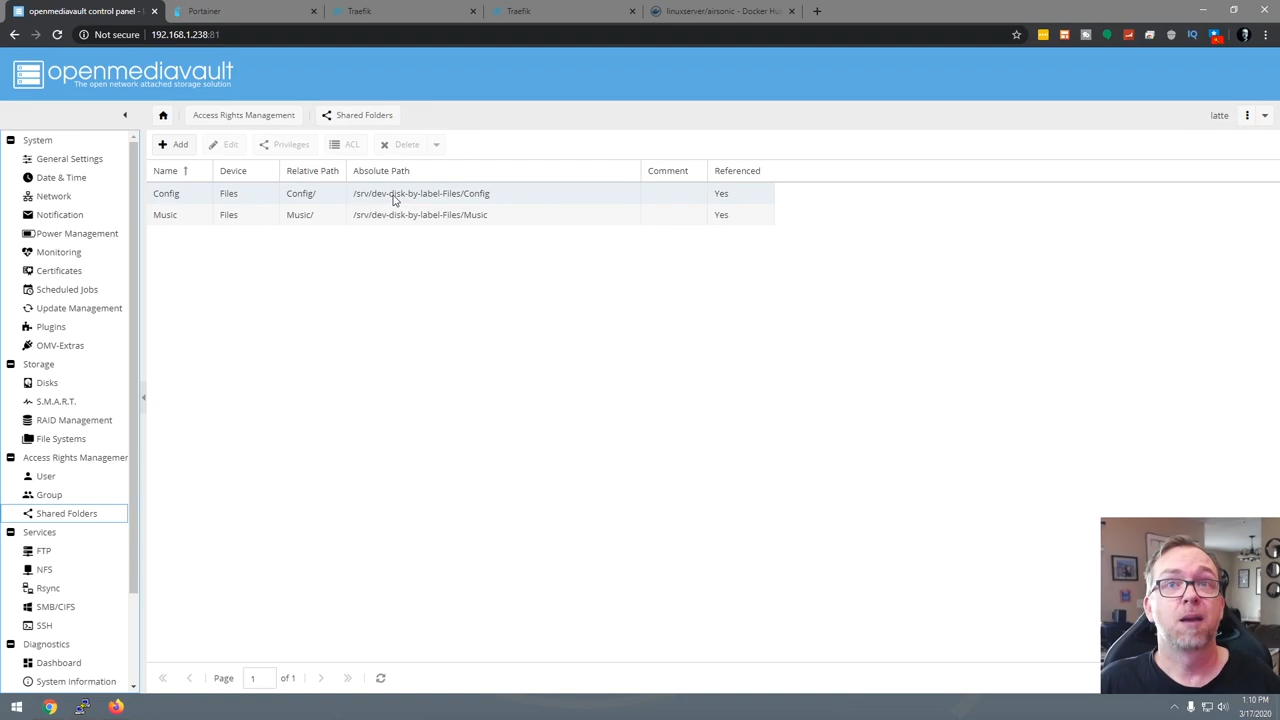 openmediavault control panel -
Portainer
Traefik
Traefik
linuxserver/airsonic - Docker Hu
Not secure
192.168.1.238:81
openmediavault
The open network attached storage solution
Access Rights Management
Shared Folders
latte
Add
Edit
Privileges
ACL
Delete
Name
Device
Relative Path
Absolute Path
Comment
Referenced
Config
Files
Config/
/srv/dev-disk-by-label-Files/Config
Yes
Music
Files
Music/
/srv/dev-disk-by-label-Files/Music
Yes
System
General Settings
Date & Time
Network
Notification
Power Management
Monitoring
Certificates
Scheduled Jobs
Update Management
Plugins
OMV-Extras
Storage
Disks
S.M.A.R.T.
RAID Management
File Systems
Access Rights Managemer
User
Group
Shared Folders
Services
FTP
NFS
Rsync
SMB/CIFS
SSH
Diagnostics
Dashboard
System Information
Page
1
of 1
1:10 PM
3/17/2020